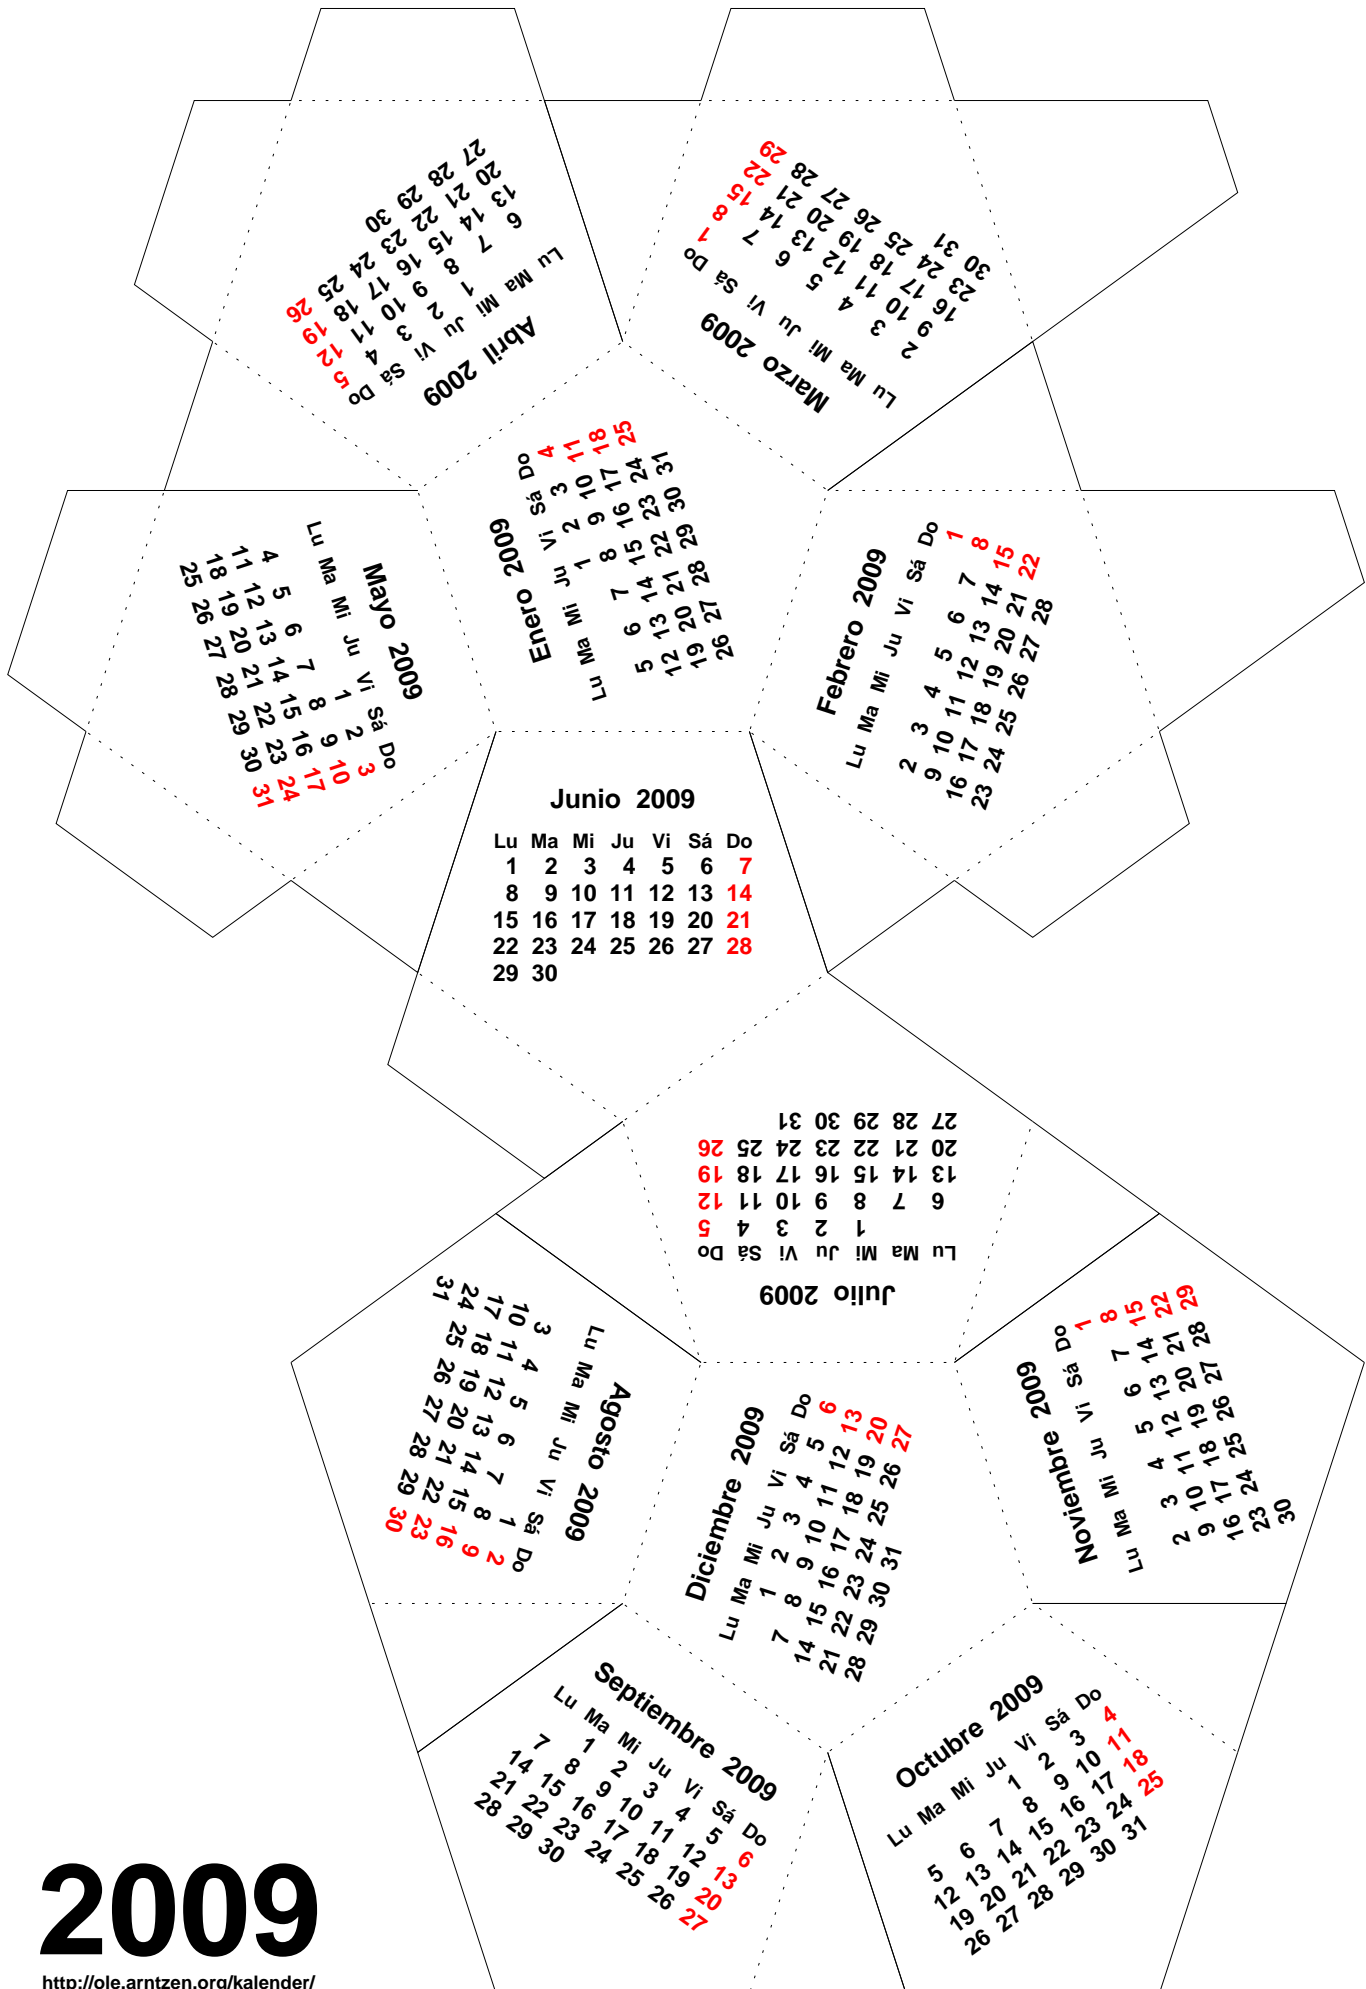 Abril 2009
Lu Ma Mi Ju Vi Sá Do
1 2 3 4 5
6 7 8 9 10 11 12
13 14 15 16 17 18 19
20 21 22 23 24 25 26
27 28 29 30
Marzo 2009
Lu Ma Mi Ju Vi Sá Do
1
2 3 4 5 6 7 8
9 10 11 12 13 14 15
16 17 18 19 20 21 22
23 24 25 26 27 28 29
30 31
Enero 2009
Lu Ma Mi Ju Vi Sá Do
1 2 3 4
5 6 7 8 9 10 11
12 13 14 15 16 17 18
19 20 21 22 23 24 25
26 27 28 29 30 31
Mayo 2009
Lu Ma Mi Ju Vi Sá Do
1 2 3
4 5 6 7 8 9 10
11 12 13 14 15 16 17
18 19 20 21 22 23 24
25 26 27 28 29 30 31
Febrero 2009
Lu Ma Mi Ju Vi Sá Do
1
2 3 4 5 6 7 8
9 10 11 12 13 14 15
16 17 18 19 20 21 22
23 24 25 26 27 28
Junio 2009
Lu Ma Mi Ju Vi Sá Do
1 2 3 4 5 6 7
8 9 10 11 12 13 14
15 16 17 18 19 20 21
22 23 24 25 26 27 28
29 30
Julio 2009
Lu Ma Mi Ju Vi Sá Do
1 2 3 4 5
6 7 8 9 10 11 12
13 14 15 16 17 18 19
20 21 22 23 24 25 26
27 28 29 30 31
Agosto 2009
Lu Ma Mi Ju Vi Sá Do
1 2
3 4 5 6 7 8 9
10 11 12 13 14 15 16
17 18 19 20 21 22 23
24 25 26 27 28 29 30
31
Diciembre 2009
Lu Ma Mi Ju Vi Sá Do
1 2 3 4 5 6
7 8 9 10 11 12 13
14 15 16 17 18 19 20
21 22 23 24 25 26 27
28 29 30 31
Noviembre 2009
Lu Ma Mi Ju Vi Sá Do
1
2 3 4 5 6 7 8
9 10 11 12 13 14 15
16 17 18 19 20 21 22
23 24 25 26 27 28 29
30
Septiembre 2009
Lu Ma Mi Ju Vi Sá Do
1 2 3 4 5 6
7 8 9 10 11 12 13
14 15 16 17 18 19 20
21 22 23 24 25 26 27
28 29 30
Octubre 2009
Lu Ma Mi Ju Vi Sá Do
1 2 3 4
5 6 7 8 9 10 11
12 13 14 15 16 17 18
19 20 21 22 23 24 25
26 27 28 29 30 31
2009
http://ole.arntzen.org/kalender/